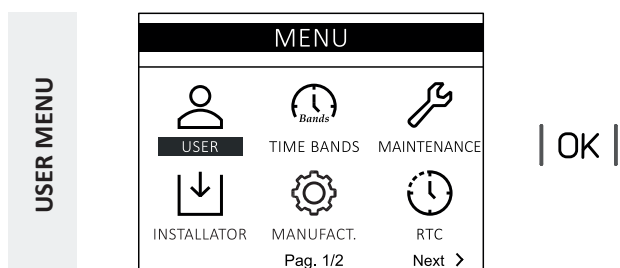 USER MENU
MENU
Bands
USER TIME BANDS MAINTENANCE
INSTALLATOR MANUFACT. RTC
Pag. 1/2 Next >
| OK |